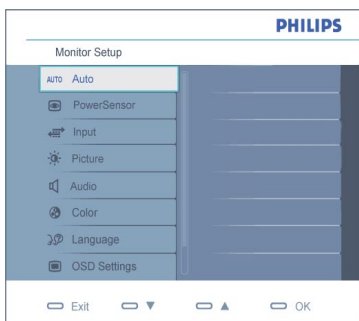 PHILIPS
Monitor Setup
AUTO Auto
PowerSensor
Input
Picture
Audio
Color
Language
OSD Settings
Exit ▼ ▲ OK